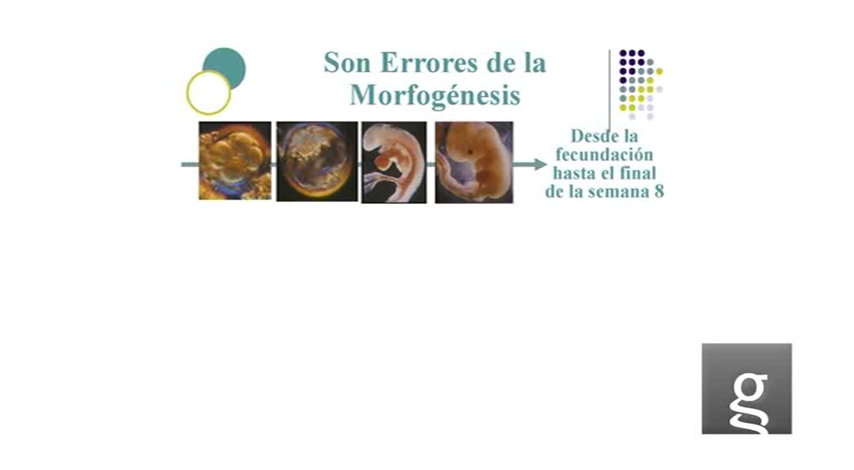 Son Errores de la
Morfogénesis
Desde la
fecundación
hasta el final
de la semana 8
g